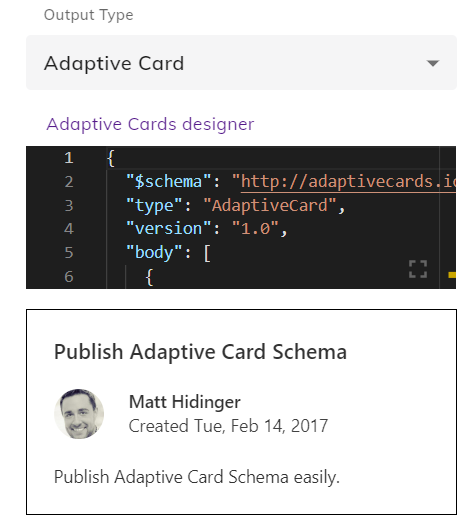 Output Type
Adaptive Card
Adaptive Cards designer
1 {
2 "$schema": "http://adaptivecards.io
3 "type": "AdaptiveCard",
4 "version": "1.0",
5 "body": [
6 {
Publish Adaptive Card Schema
Matt Hidinger
Created Tue, Feb 14, 2017
Publish Adaptive Card Schema easily.